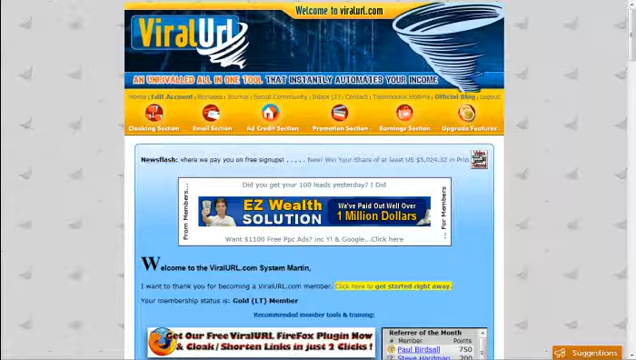 Welcome to viralurl.com
ViralUrl
AN UNRIVALLED ALL IN ONE TOOL THAT INSTANTLY AUTOMATES YOUR INCOME
Home | Edit Account | Journal | Social Community | Inbox | Contact | Official Blog | Logout
Cloaking Section Email Section Ad Credit Section Promotion Section Earnings Section Upgrade Features
Newsflash: where we pay you on free signups! . . . . . New! Win Your Share of at least US $5,024.32 in Priz
Did you get your 100 leads yesterday? I Did
From Members...
EZ Wealth
SOLUTION
We've Paid Out Well Over
1 Million Dollars
... For Members
Want $1100 Free Ppc Ads? inc Y! & Google...Click here
Welcome to the ViralURL.com System Martin,
I want to thank you for becoming a ViralURL.com member. Click here to get started right away.
Your membership status is: Gold {LT} Member
Recommended member tools & training:
Get Our Free ViralURL FireFox Plugin Now
& Cloak / Shorten Links in just 2 Clicks !
Referrer of the Month
# Member Points
Paul Birdsall 750
Steve Hardman 200
Suggestions